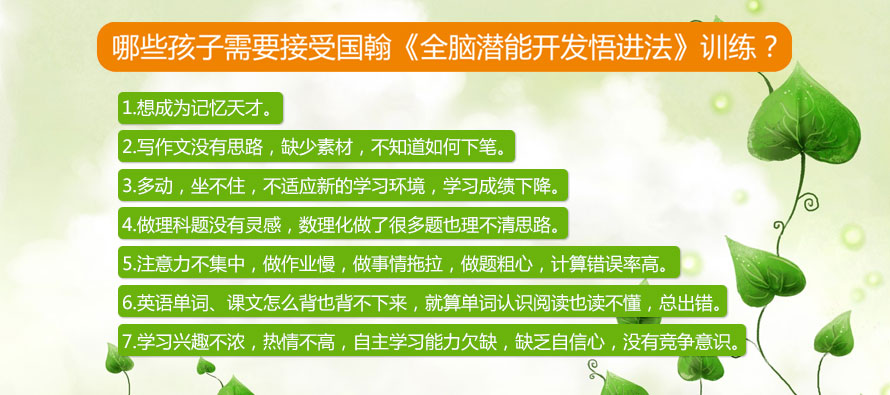 哪些孩子需要接受国翰《全脑潜能开发悟进法》训练？
1.想成为记忆天才。
2.写作文没有思路，缺少素材，不知道如何下笔。
3.多动，坐不住，不适应新的学习环境，学习成绩下降。
4.做理科题没有灵感，数理化做了很多题也理不清思路。
5.注意力不集中，做作业慢，做事情拖拉，做题粗心，计算错误率高。
6.英语单词、课文怎么背也背不下来，就算单词认识阅读也读不懂，总出错。
7.学习兴趣不浓，热情不高，自主学习能力欠缺，缺乏自信心，没有竞争意识。